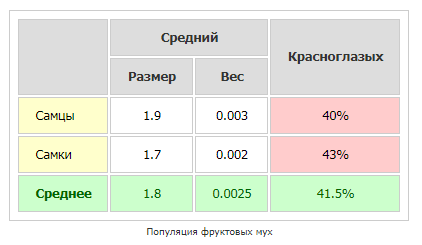 Средний
Красноглазых
Размер Вес
Самцы 1.9 0.003 40%
Самки 1.7 0.002 43%
Среднее 1.8 0.0025 41.5%
Популяция фруктовых мух